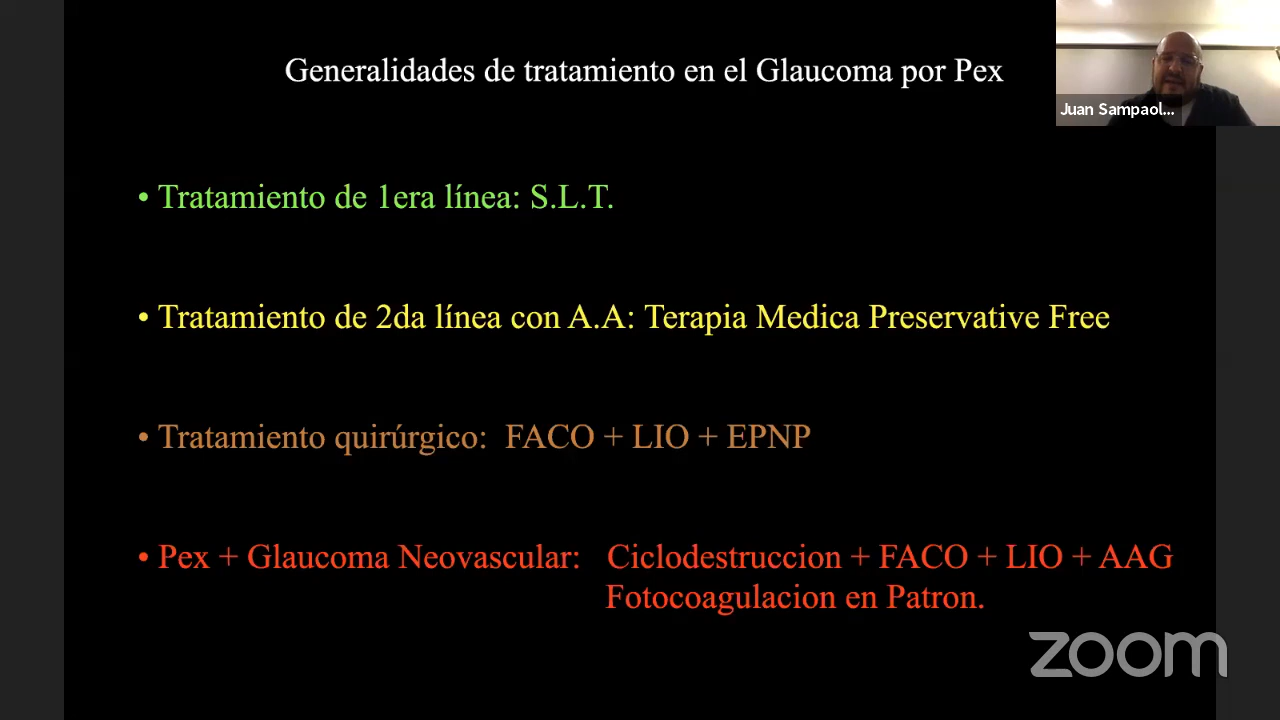 Generalidades de tratamiento en el Glaucoma por Pex
Juan Sampaol...
• Tratamiento de 1era línea: S.L.T.
• Tratamiento de 2da línea con A.A: Terapia Medica Preservative Free
• Tratamiento quirúrgico: FACO + LIO + EPNP
• Pex + Glaucoma Neovascular: Ciclodestruccion + FACO + LIO + AAG
Fotocoagulacion en Patron.
zoom